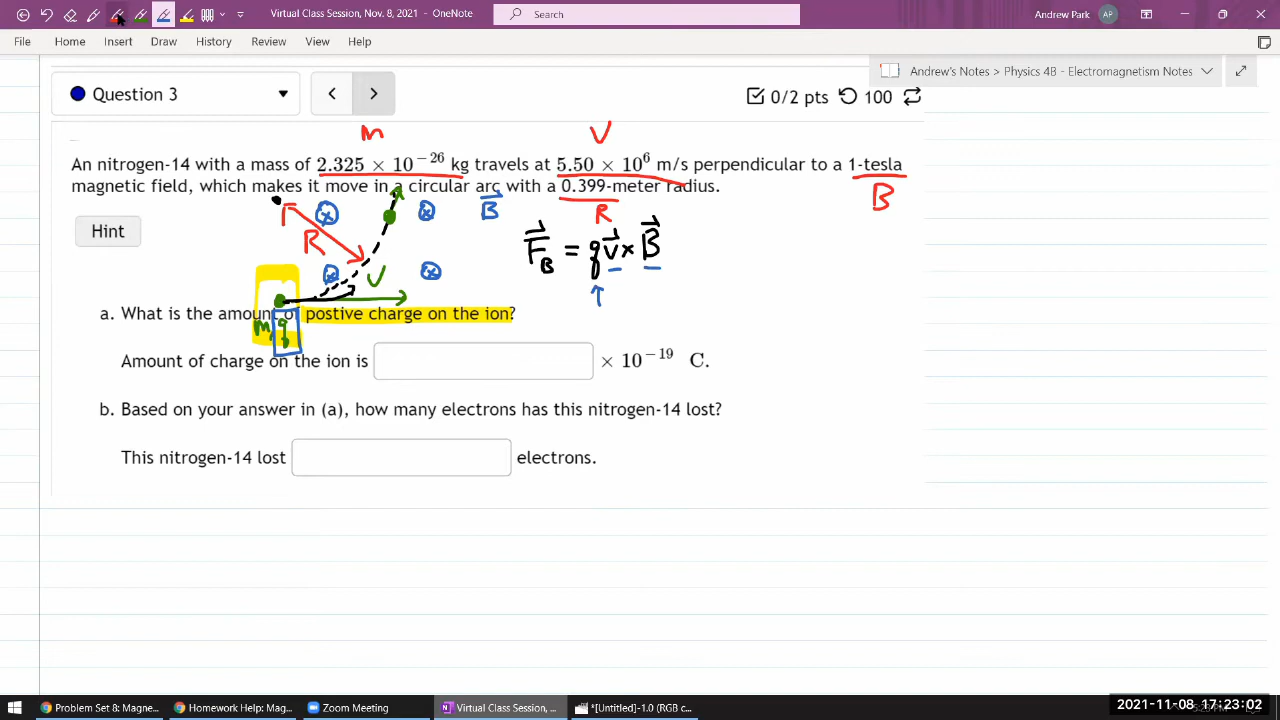 Virtual Class Session, Nov. 8, 2021 - OneNote
Search
Andrew Park
AP
File Home Insert Draw History Review View Help
Andrew's Notes > Physics 4B - Electromagnetism Notes
Question 3
0/2 pts 100
m
V
An nitrogen-14 with a mass of 2.325 × 10⁻²⁶ kg travels at 5.50 × 10⁶ m/s perpendicular to a 1-tesla
magnetic field, which makes it move in a circular arc with a 0.399-meter radius.
B
R
B⃗
Hint
R
F⃗_B = q v⃗ × B⃗
V
a. What is the amount of postive charge on the ion?
m, q
Amount of charge on the ion is × 10⁻¹⁹ C.
b. Based on your answer in (a), how many electrons has this nitrogen-14 lost?
This nitrogen-14 lost electrons.
Problem Set 8: Magne...
Homework Help: Mag...
Zoom Meeting
Virtual Class Session, ...
*[Untitled]-1.0 (RGB c...
2021-11-08 17:23:02